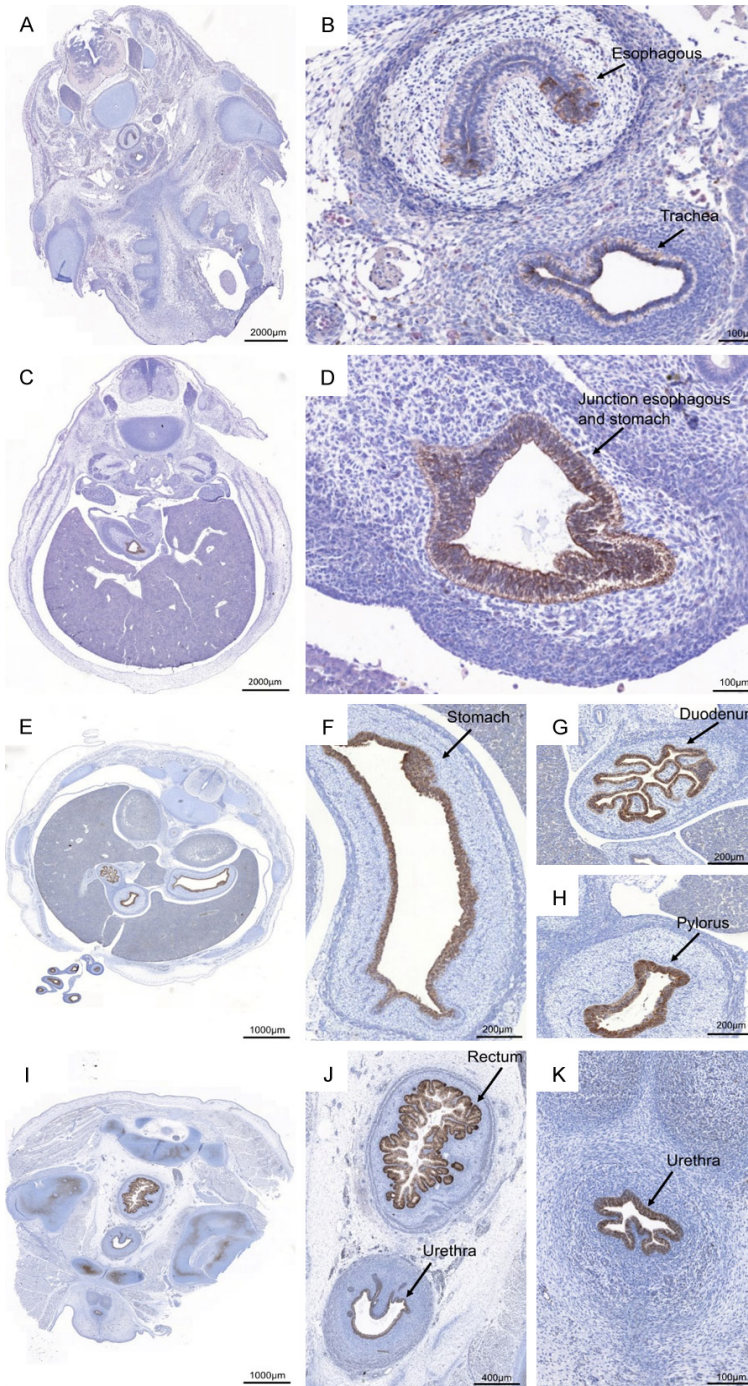 A
2000µm
B
Esophagous
Trachea
100µ
C
2000µm
D
Junction esophagous
and stomach
100µm
E
1000µm
F
Stomach
200µm
G
Duodenum
200µm
H
Pylorus
200µm
I
1000µm
J
Rectum
Urethra
400µm
K
Urethra
100µm